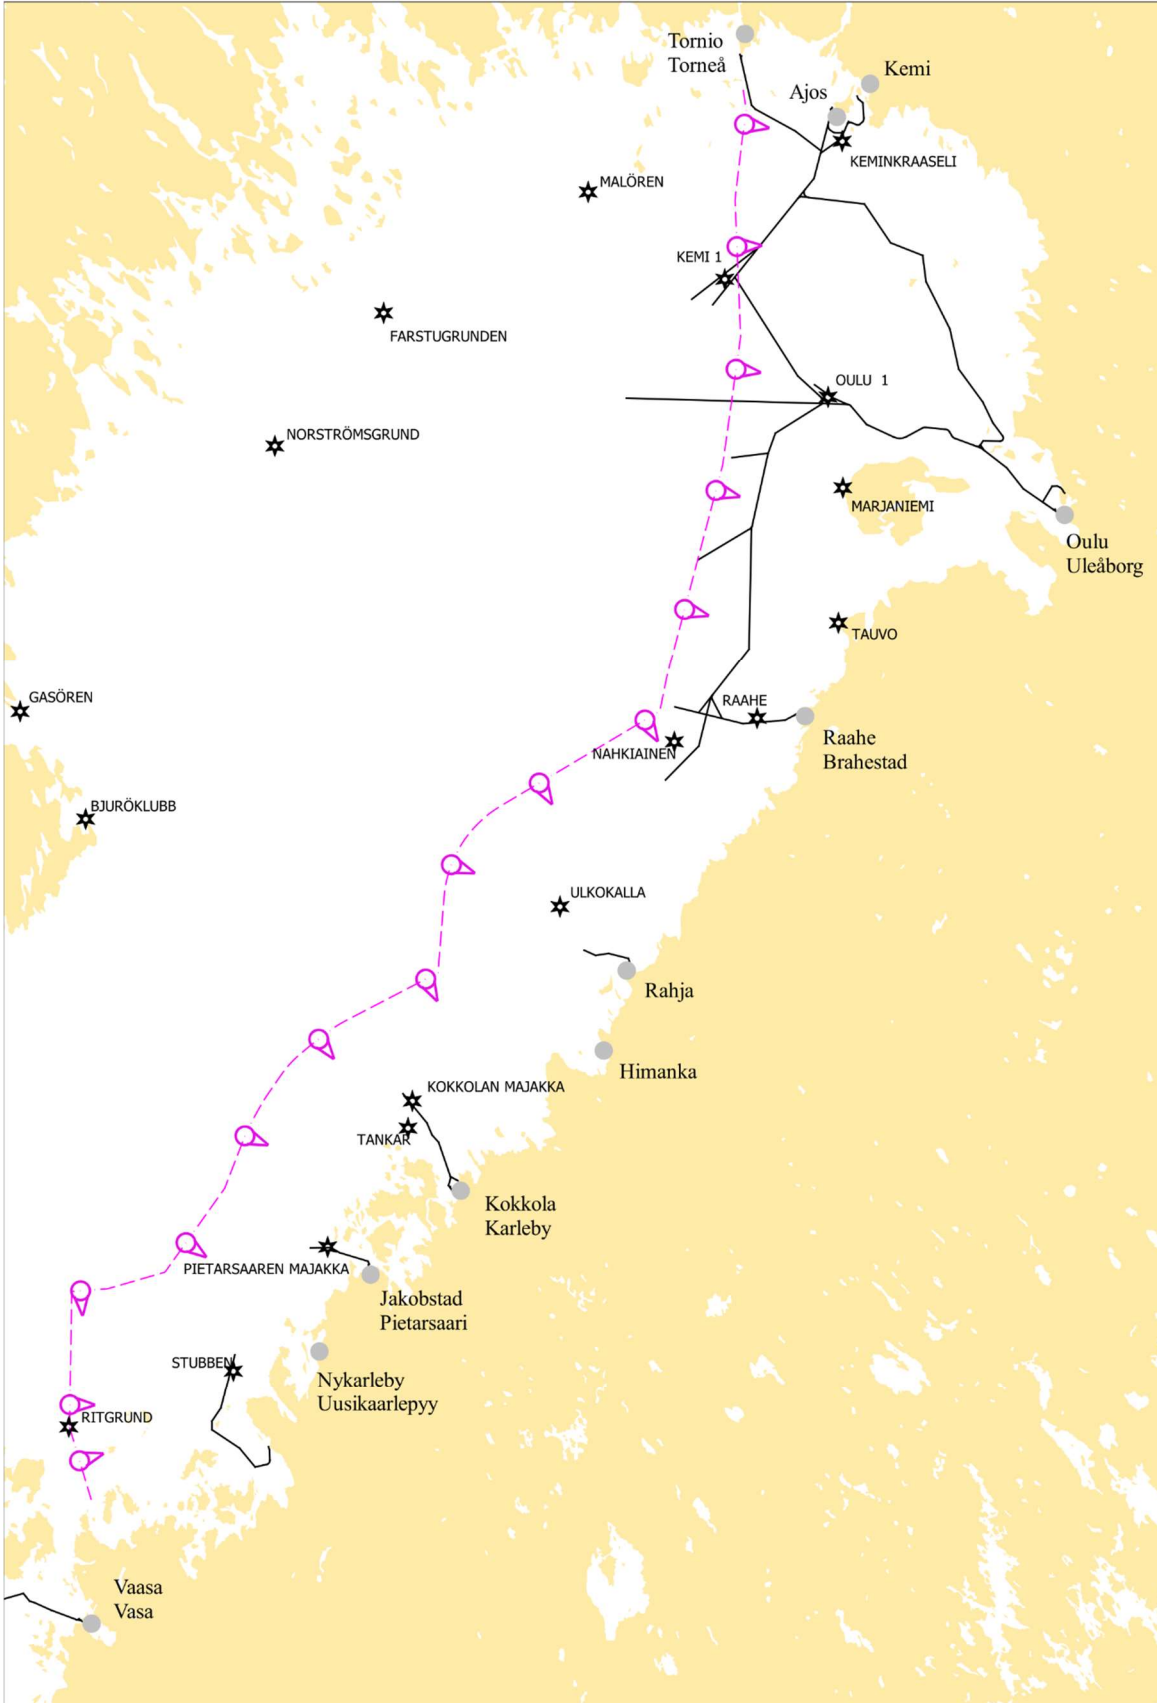 Tornio
Torneå
Kemi
Ajos
KEMINKRAASELI
MALÖREN
KEMI 1
FARSTUGRUNDEN
OULU 1
NORSTRÖMSGRUND
MARJANIEMI
Oulu
Uleåborg
TAUVO
GASÖREN
RAAHE
Raahe
Brahestad
NAHKIAINEN
BJURÖKLUBB
ULKOKALLA
Rahja
Himanka
KOKKOLAN MAJAKKA
TANKAR
Kokkola
Karleby
PIETARSAAREN MAJAKKA
Jakobstad
Pietarsaari
STUBBEN
Nykarleby
Uusikaarlepyy
RITGRUND
Vaasa
Vasa